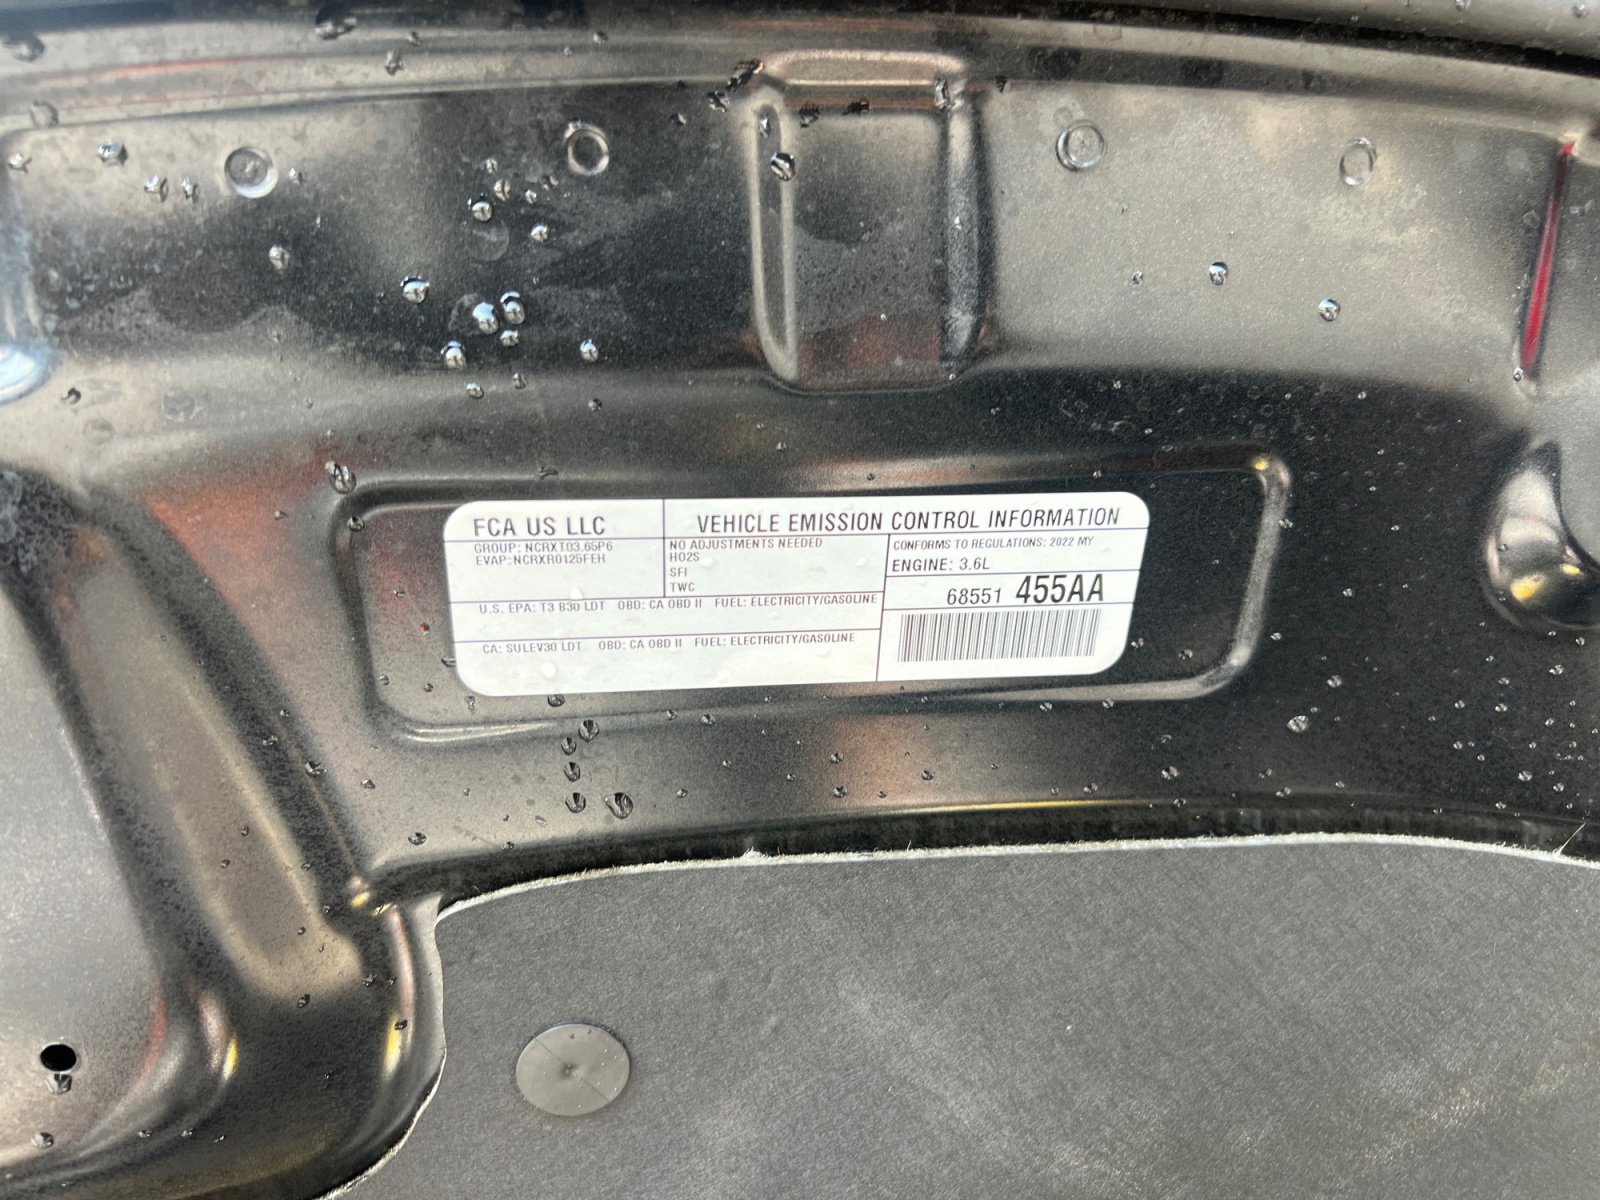 FCA US LLC
GROUP: NCRXT03.65P6
EVAP: NCRXR0125FEH
VEHICLE EMISSION CONTROL INFORMATION
NO ADJUSTMENTS NEEDED
HO2S
SFI
TWC
CONFORMS TO REGULATIONS: 2022 MY
ENGINE: 3.6L
68551 455AA
U.S. EPA: T3 B30 LDT OBD: CA OBD II FUEL: ELECTRICITY/GASOLINE
CA: SULEV30 LDT OBD: CA OBD II FUEL: ELECTRICITY/GASOLINE